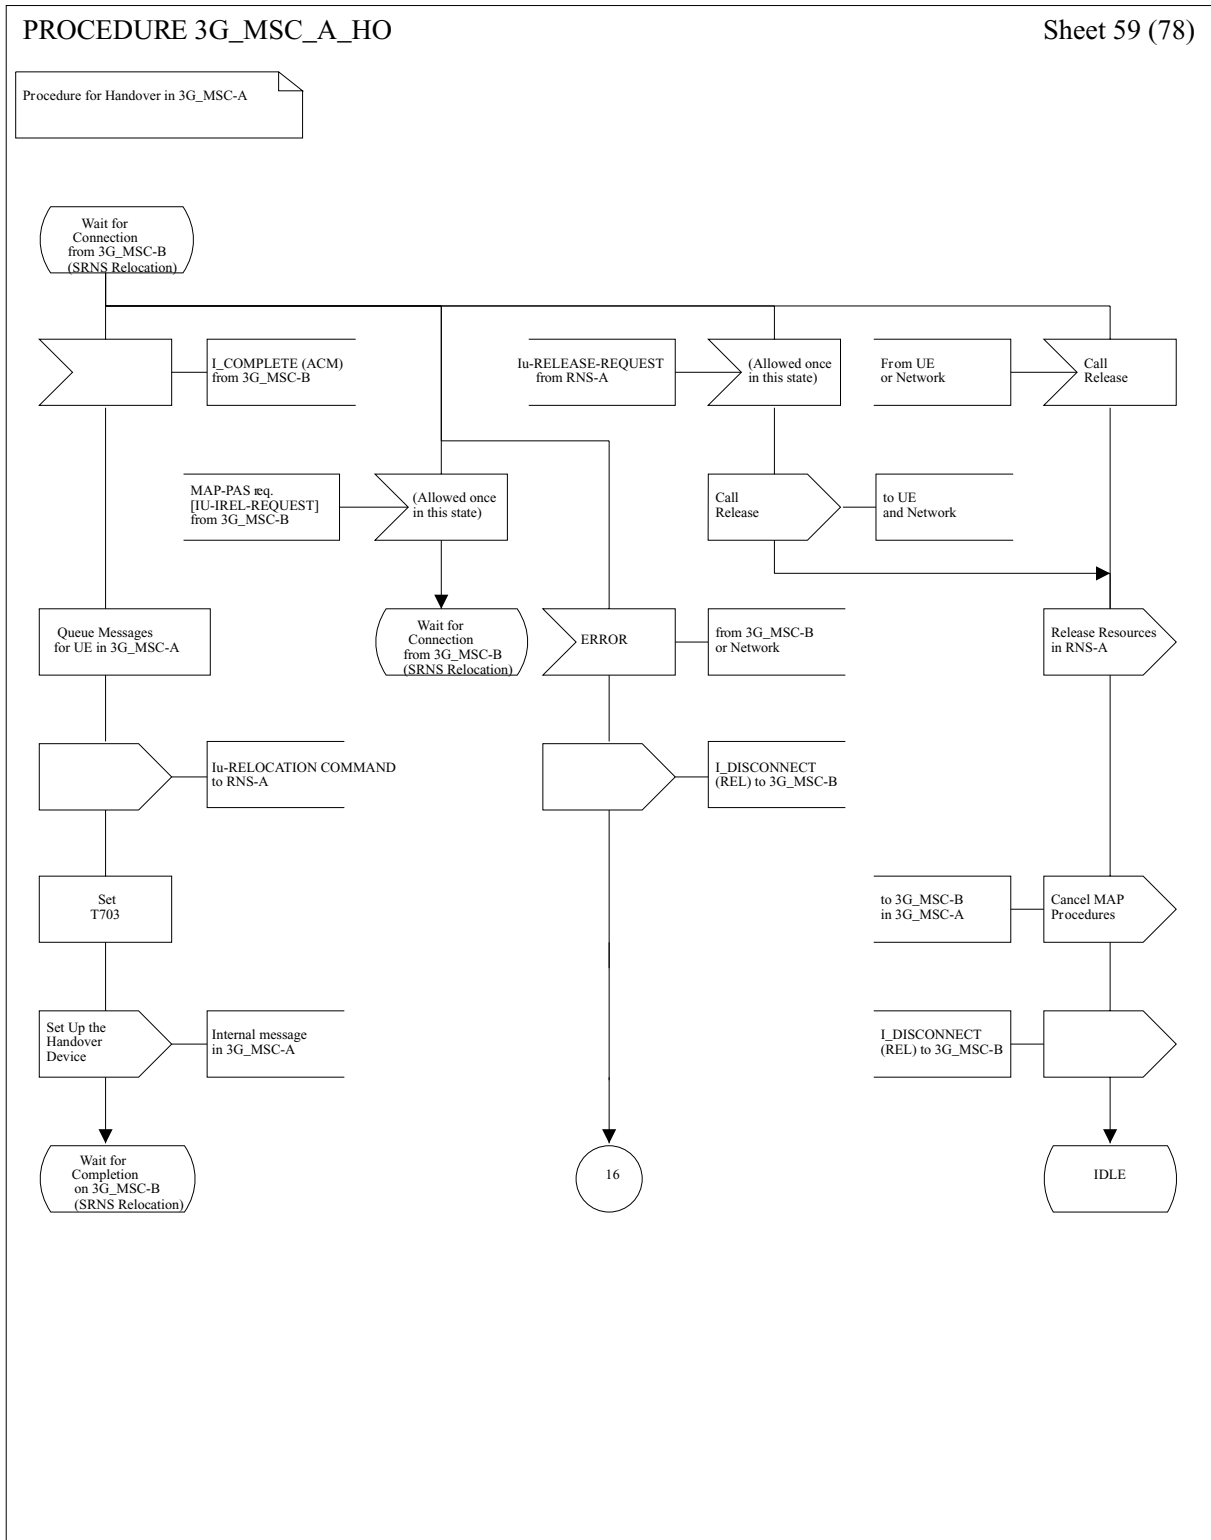 PROCEDURE 3G_MSC_A_HO
Sheet 59 (78)
Procedure for Handover in 3G_MSC-A
Wait for
Connection
from 3G_MSC-B
(SRNS Relocation)
I_COMPLETE (ACM)
from 3G_MSC-B
Iu-RELEASE-REQUEST
from RNS-A
(Allowed once
in this state)
From UE
or Network
Call
Release
MAP-PAS req.
[IU-IREL-REQUEST]
from 3G_MSC-B
(Allowed once
in this state)
Call
Release
to UE
and Network
Queue Messages
for UE in 3G_MSC-A
Wait for
Connection
from 3G_MSC-B
(SRNS Relocation)
ERROR
from 3G_MSC-B
or Network
Release Resources
in RNS-A
Iu-RELOCATION COMMAND
to RNS-A
I_DISCONNECT
(REL) to 3G_MSC-B
Set
T703
to 3G_MSC-B
in 3G_MSC-A
Cancel MAP
Procedures
Set Up the
Handover
Device
Internal message
in 3G_MSC-A
I_DISCONNECT
(REL) to 3G_MSC-B
Wait for
Completion
on 3G_MSC-B
(SRNS Relocation)
16
IDLE